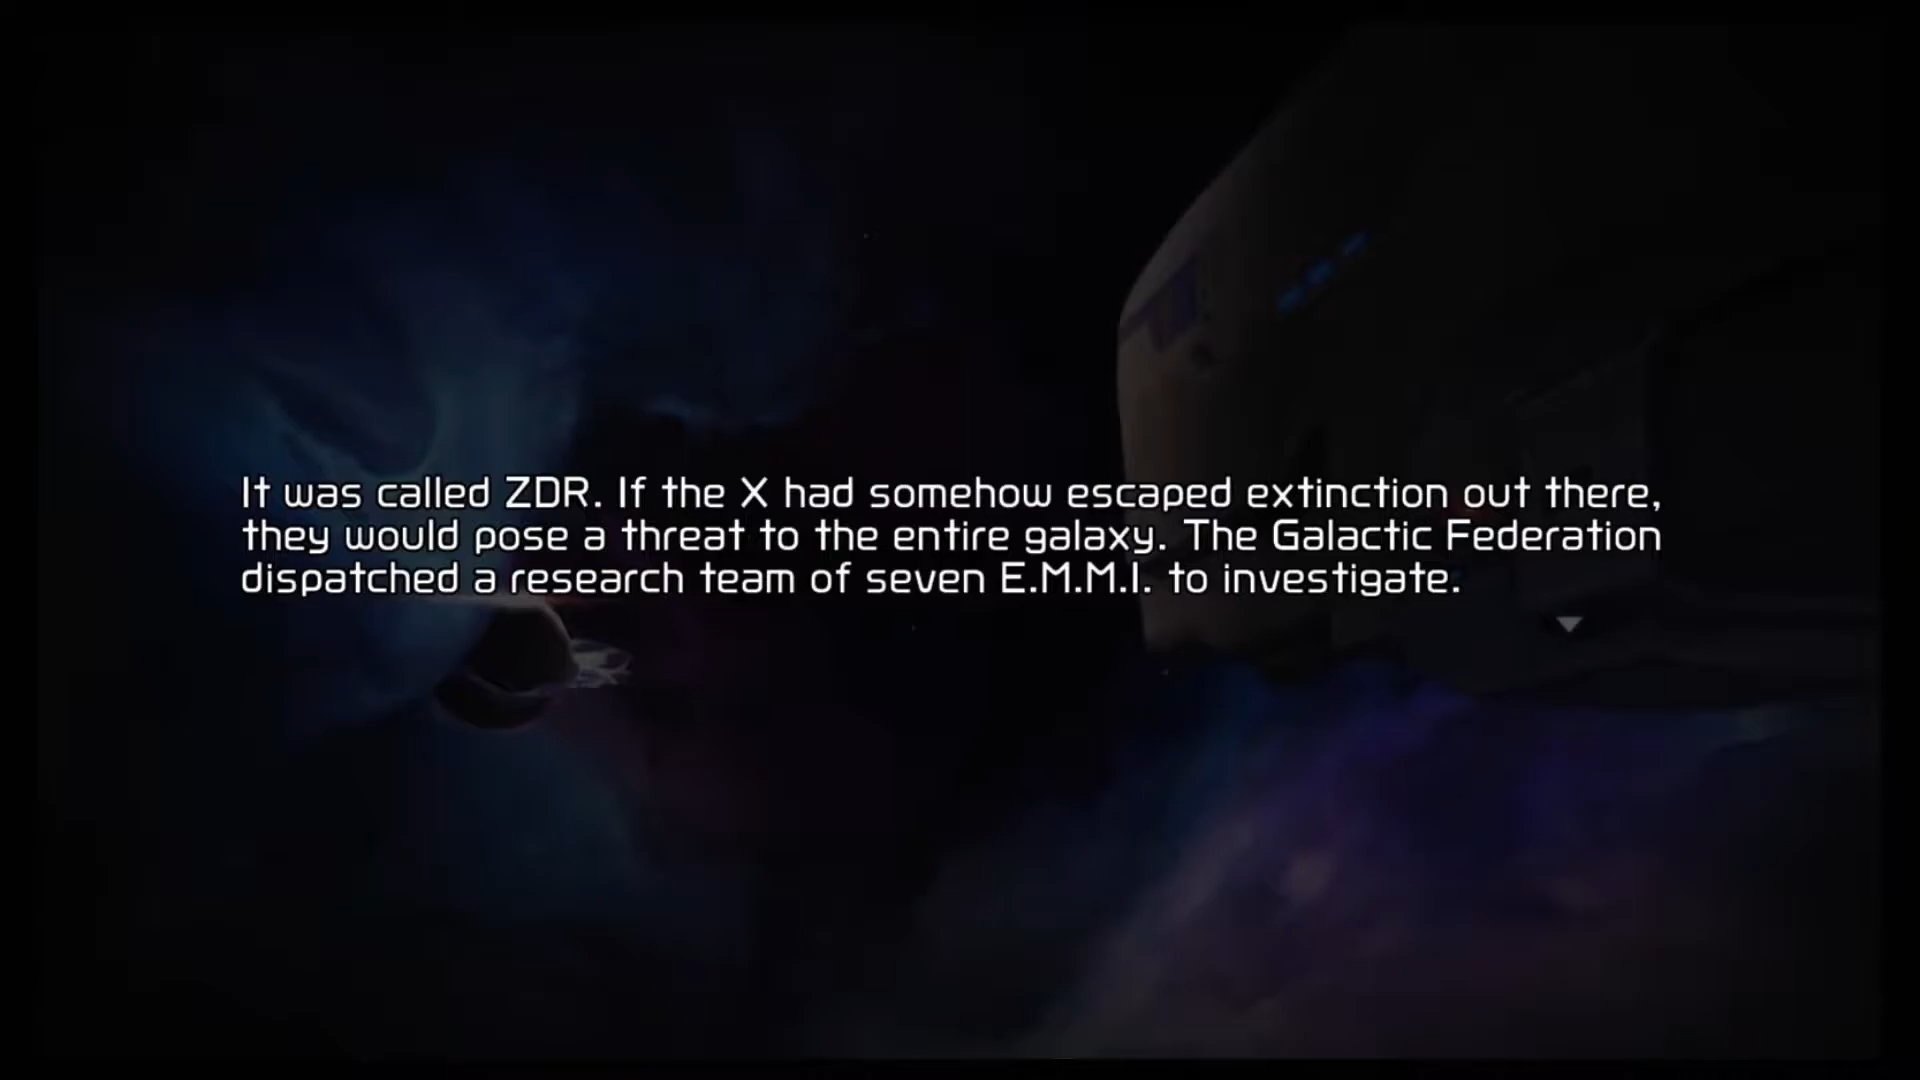 It was called ZDR. If the X had somehow escaped extinction out there,
they would pose a threat to the entire galaxy. The Galactic Federation
dispatched a research team of seven E.M.M.I. to investigate.